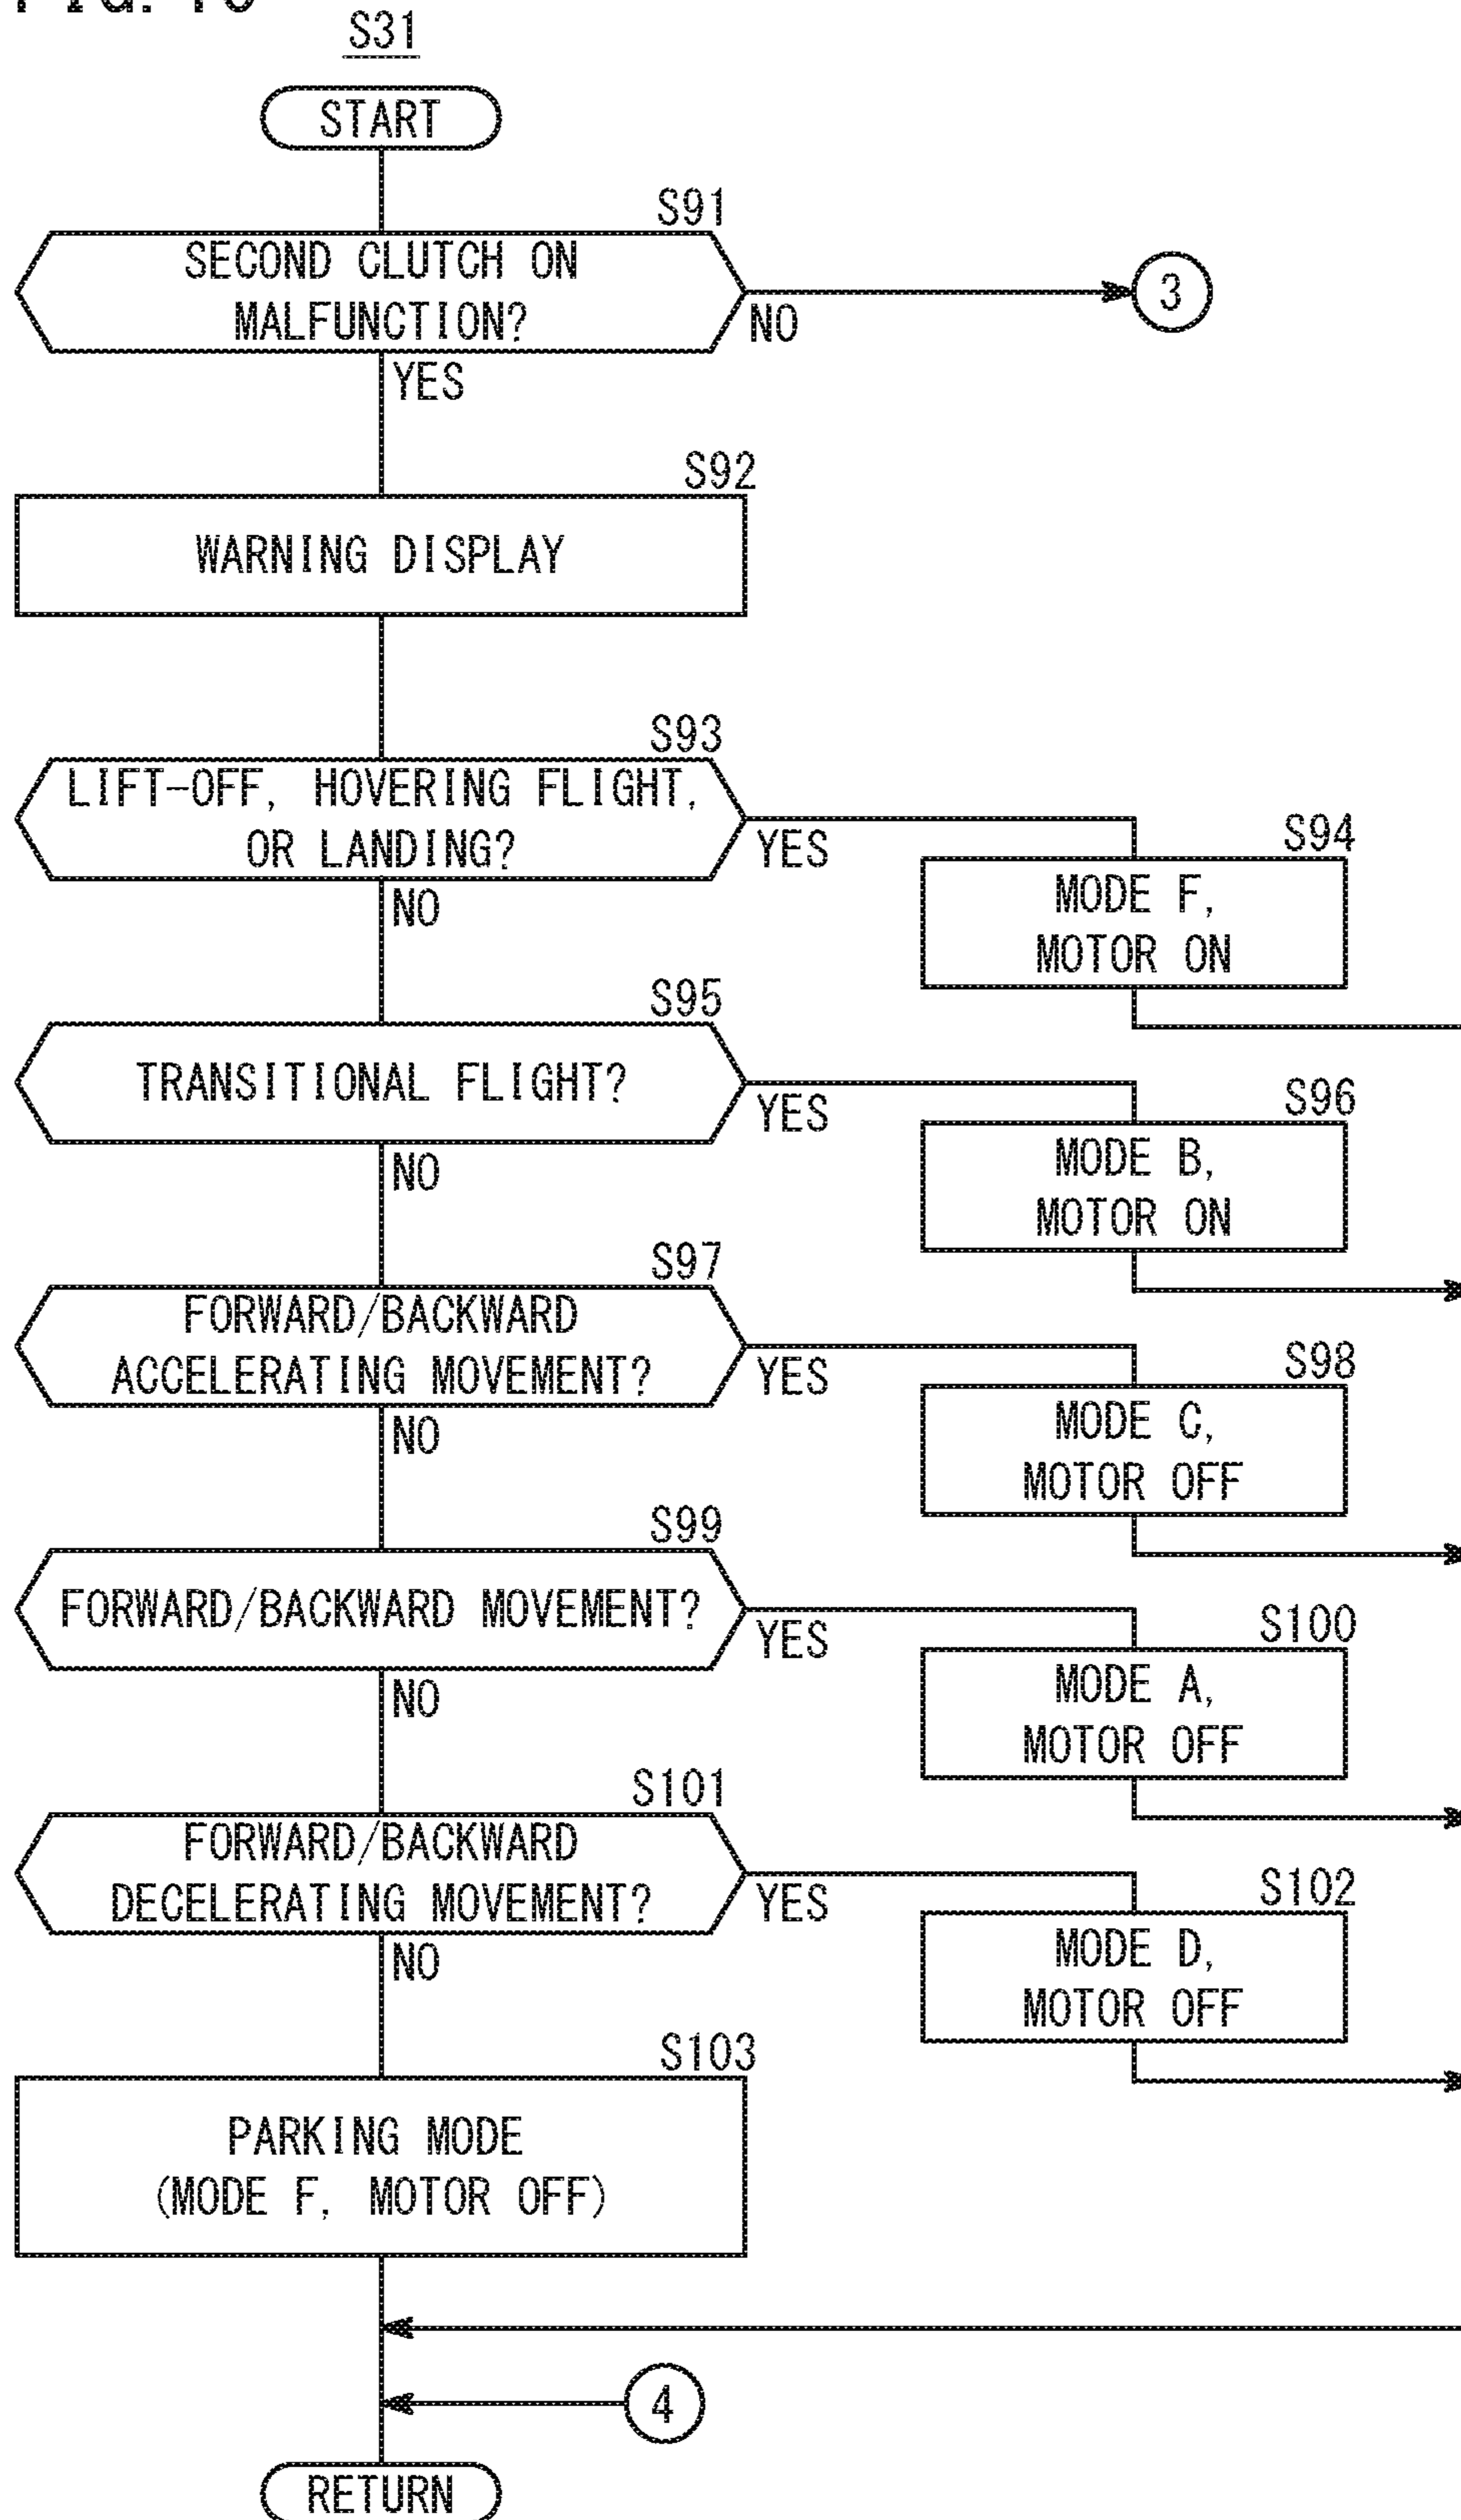 S31
START
S91
SECOND CLUTCH ON
MALFUNCTION?
NO
3
YES
S92
WARNING DISPLAY
S93
LIFT-OFF, HOVERING FLIGHT,
OR LANDING?
YES
NO
S94
MODE F,
MOTOR ON
S95
TRANSITIONAL FLIGHT?
YES
NO
S96
MODE B,
MOTOR ON
S97
FORWARD/BACKWARD
ACCELERATING MOVEMENT?
YES
NO
S98
MODE C,
MOTOR OFF
S99
FORWARD/BACKWARD MOVEMENT?
YES
NO
S100
MODE A,
MOTOR OFF
S101
FORWARD/BACKWARD
DECELERATING MOVEMENT?
YES
NO
S102
MODE D,
MOTOR OFF
S103
PARKING MODE
(MODE F, MOTOR OFF)
4
RETURN